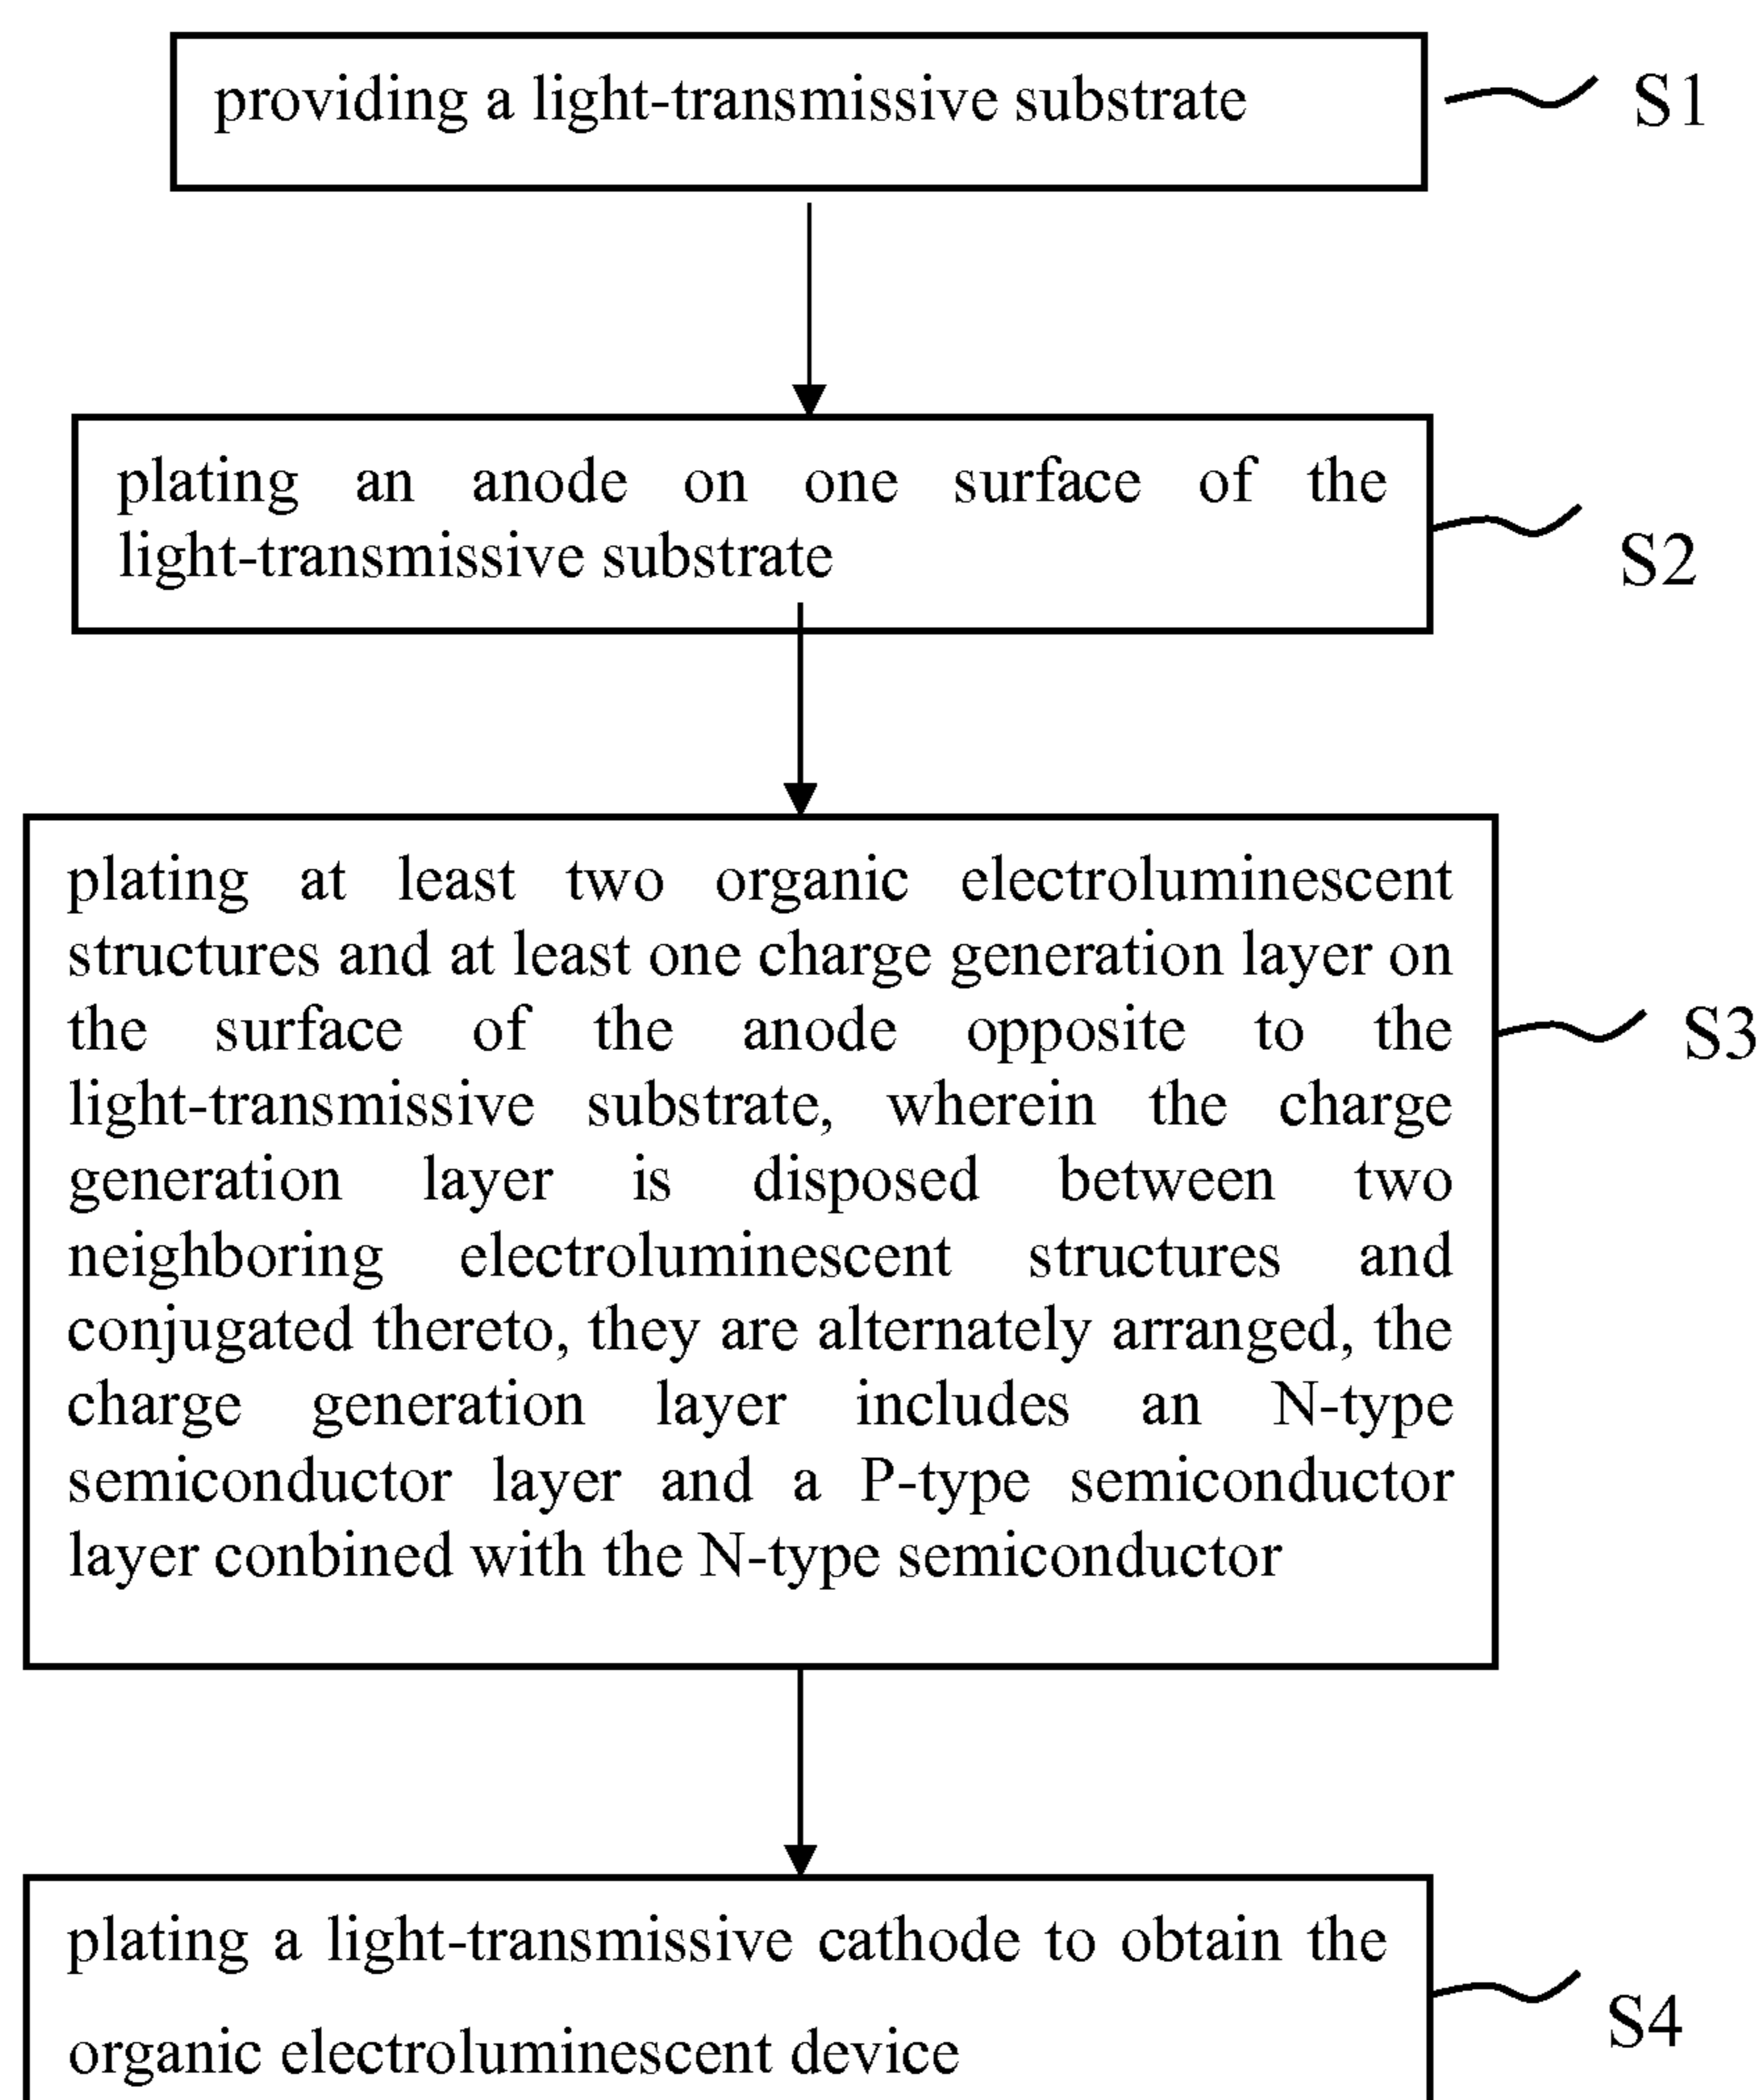 providing a light-transmissive substrate
S1
plating an anode on one surface of the
light-transmissive substrate
S2
plating at least two organic electroluminescent
structures and at least one charge generation layer on
the surface of the anode opposite to the
light-transmissive substrate, wherein the charge
generation layer is disposed between two
neighboring electroluminescent structures and
conjugated thereto, they are alternately arranged, the
charge generation layer includes an N-type
semiconductor layer and a P-type semiconductor
layer conbined with the N-type semiconductor
S3
plating a light-transmissive cathode to obtain the
organic electroluminescent device
S4